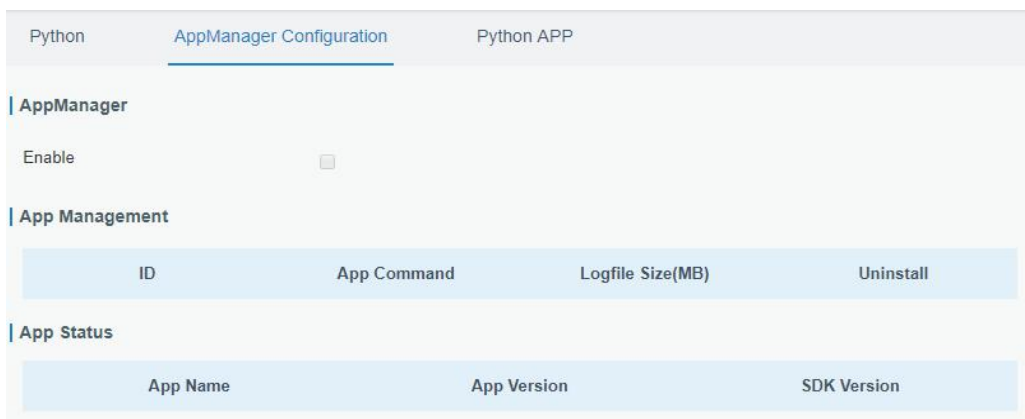 Python AppManager Configuration Python APP
AppManager
Enable
App Management
ID App Command Logfile Size(MB) Uninstall
App Status
App Name App Version SDK Version